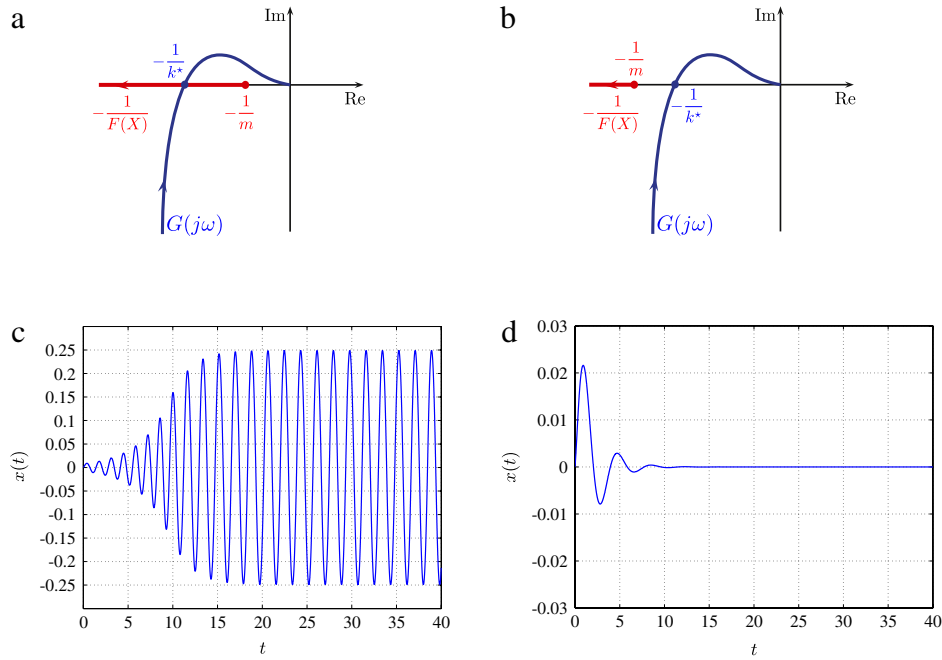 a
Im
Re
-1/k⋆
-1/F(X)
-1/m
G(jω)
b
Im
Re
-1/m
-1/F(X)
-1/k⋆
G(jω)
c
0.25
0.2
0.15
0.1
0.05
0
-0.05
-0.1
-0.15
-0.2
-0.25
x(t)
0 5 10 15 20 25 30 35 40
t
d
0.03
0.02
0.01
0
-0.01
-0.02
-0.03
x(t)
0 5 10 15 20 25 30 35 40
t